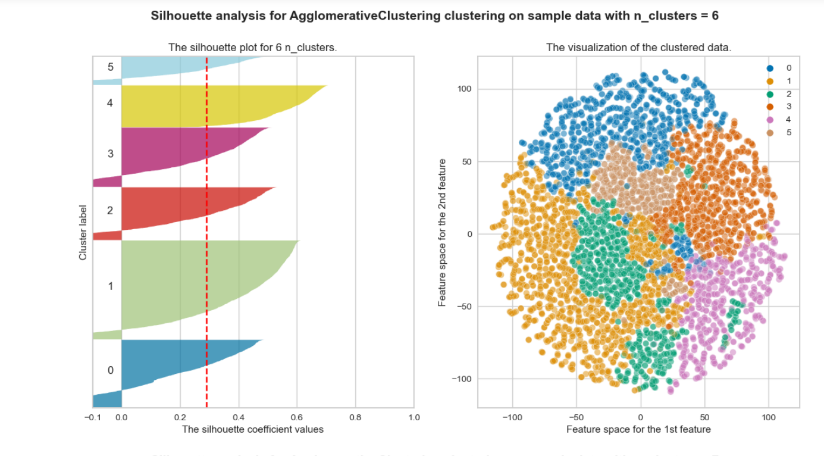 Silhouette analysis for AgglomerativeClustering clustering on sample data with n_clusters = 6
The silhouette plot for 6 n_clusters.
Cluster label
5
4
3
2
1
0
−0.1 0.0 0.2 0.4 0.6 0.8 1.0
The silhouette coefficient values
The visualization of the clustered data.
Feature space for the 2nd feature
100
50
0
−50
−100
0
1
2
3
4
5
−100 −50 0 50 100
Feature space for the 1st feature